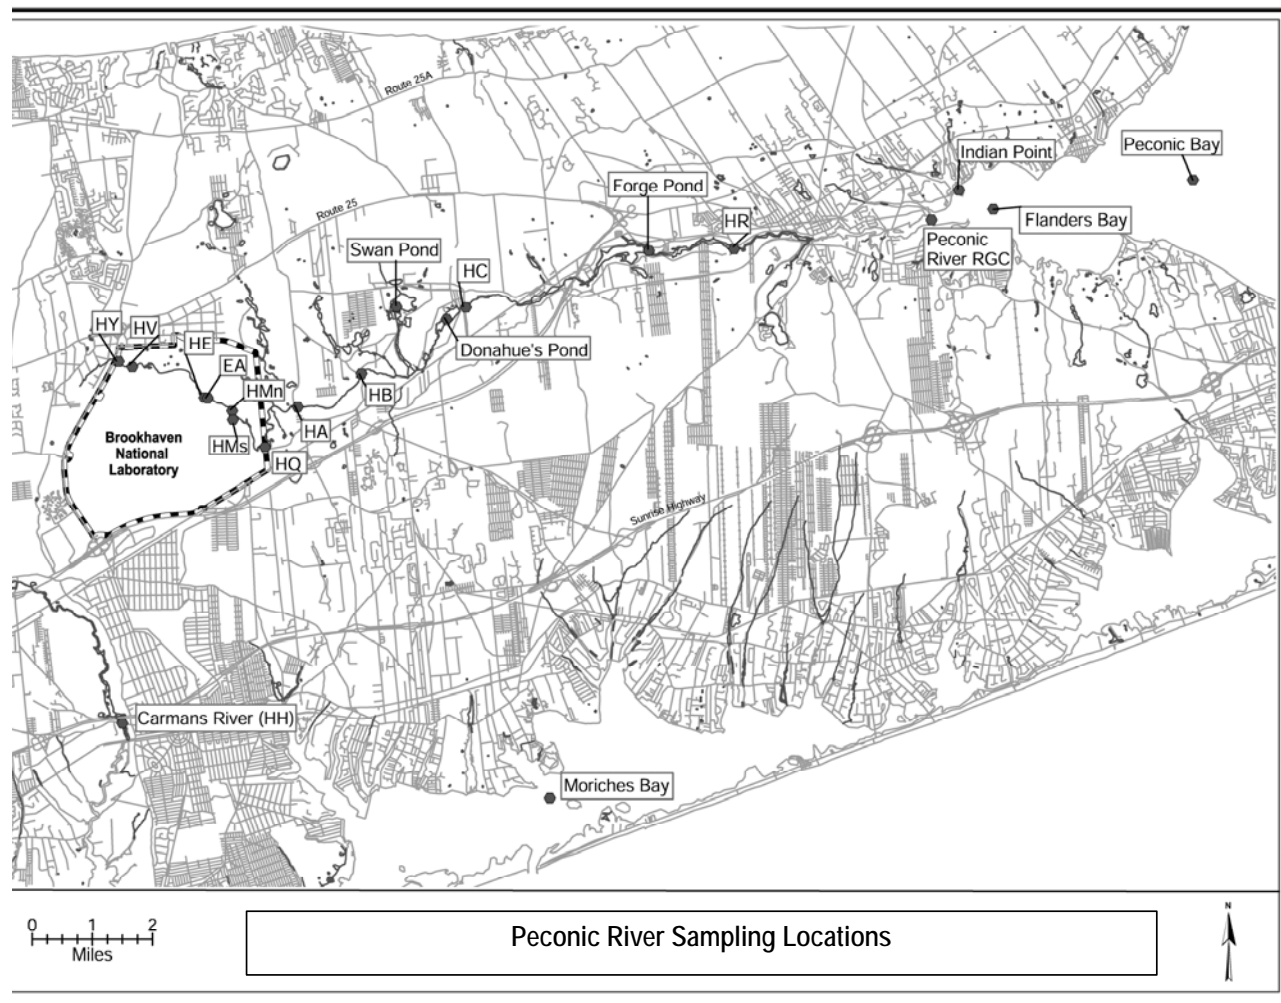 Route 25A
Indian Point
Peconic Bay
Forge Pond
Route 25
HR
Flanders Bay
Swan Pond
HC
Peconic
River RGC
HY
HV
HE
Donahue's Pond
EA
HMn
HB
HA
Brookhaven
National
Laboratory
HMs
HQ
Sunrise Highway
Carmans River (HH)
Moriches Bay
0 1 2
Miles
Peconic River Sampling Locations
N